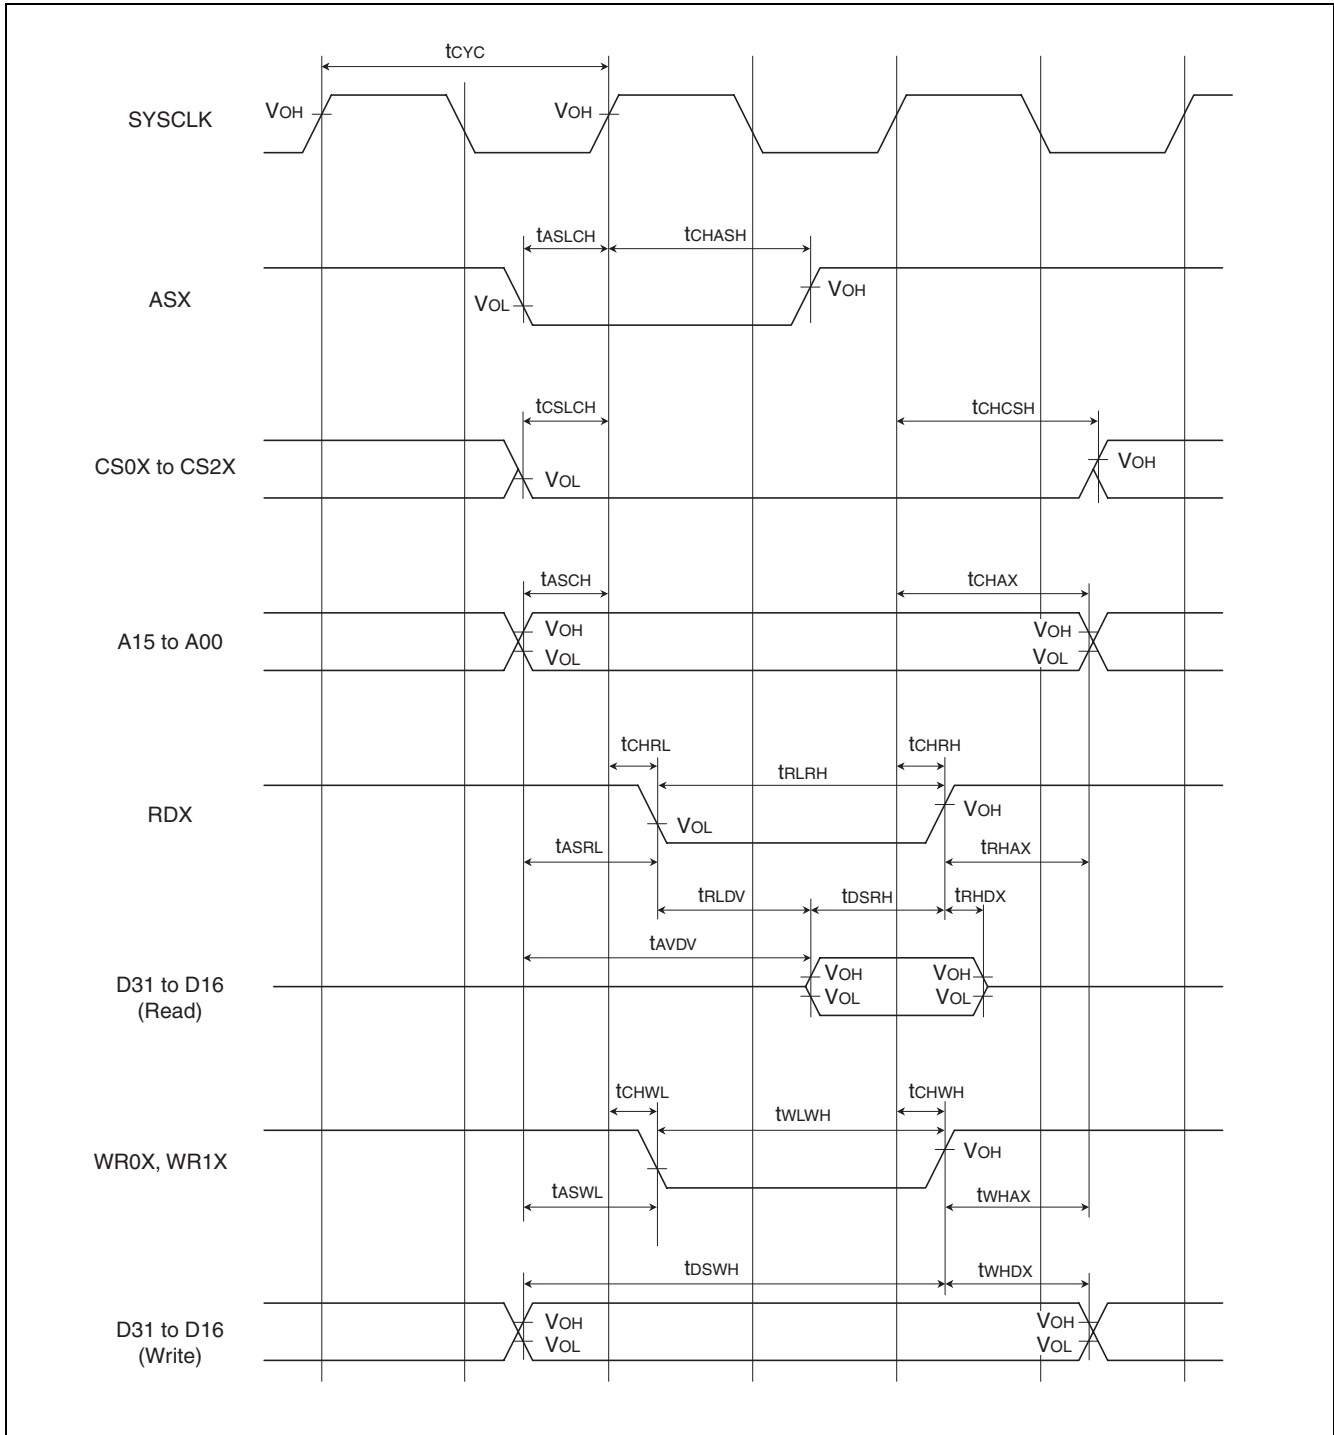 tCYC
SYSCLK
VOH
VOH
tASLCH
tCHASH
ASX
VOL
VOH
tCSLCH
tCHCSH
CS0X to CS2X
VOL
VOH
tASCH
tCHAX
A15 to A00
VOH
VOL
VOH
VOL
tCHRL
tCHRH
tRLRH
RDX
VOL
VOH
tASRL
tRHAX
tRLDV
tDSRH
tRHDX
tAVDV
D31 to D16
(Read)
VOH
VOL
VOH
VOL
tCHWL
tCHWH
tWLWH
WR0X, WR1X
VOH
tASWL
tWHAX
tDSWH
tWHDX
D31 to D16
(Write)
VOH
VOL
VOH
VOL